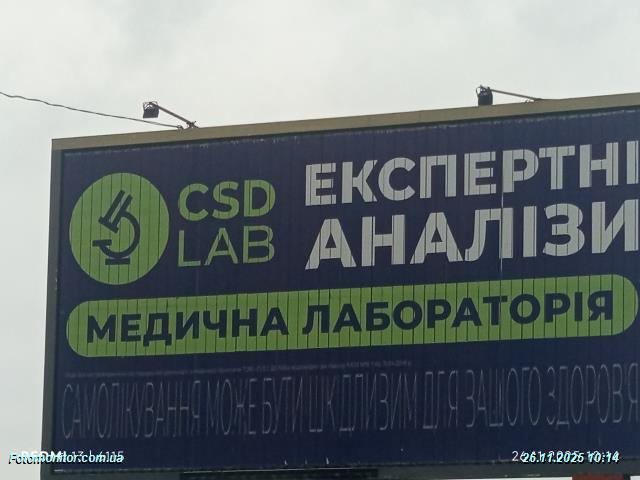 CSD
LAB
ЕКСПЕРТНІ
АНАЛІЗИ
МЕДИЧНА ЛАБОРАТОРІЯ
САМОЛІКУВАННЯ МОЖЕ БУТИ ШКІДЛИВИМ ДЛЯ ВАШОГО ЗДОРОВ'Я
Fotomonitor.com.ua
26.11.2025 10:14